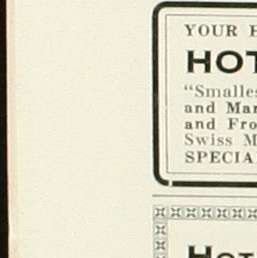 YOUR H
HOT
“Smalles
and Mar
and Fro
Swiss M
SPECIA
HOT